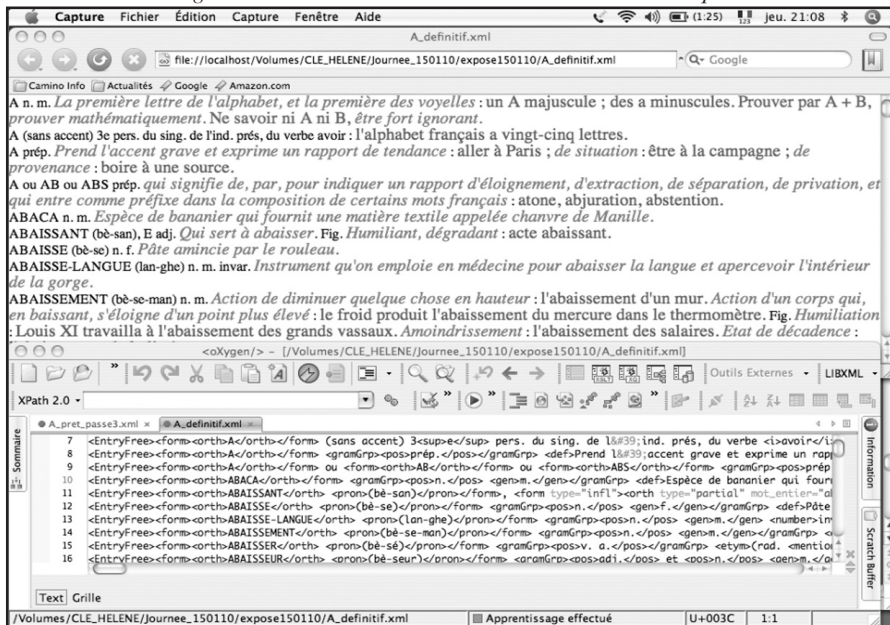 Capture Fichier Édition Capture Fenêtre Aide (1:25) jeu. 21:08
A_definitif.xml
file://localhost/Volumes/CLE_HELENE/Journee_150110/expose150110/A_definitif.xml Google
Camino Info Actualités Google Amazon.com
A n. m. La première lettre de l'alphabet, et la première des voyelles : un A majuscule ; des a minuscules. Prouver par A + B,
prouver mathématiquement. Ne savoir ni A ni B, être fort ignorant.
A (sans accent) 3e pers. du sing. de l'ind. prés, du verbe avoir : l'alphabet français a vingt-cinq lettres.
A prép. Prend l'accent grave et exprime un rapport de tendance : aller à Paris ; de situation : être à la campagne ; de
provenance : boire à une source.
A ou AB ou ABS prép. qui signifie de, par, pour indiquer un rapport d'éloignement, d'extraction, de séparation, de privation, et
qui entre comme préfixe dans la composition de certains mots français : atone, abjuration, abstention.
ABACA n. m. Espèce de bananier qui fournit une matière textile appelée chanvre de Manille.
ABAISSANT (bè-san), E adj. Qui sert à abaisser. Fig. Humiliant, dégradant : acte abaissant.
ABAISSE (bè-se) n. f. Pâte amincie par le rouleau.
ABAISSE-LANGUE (lan-ghe) n. m. invar. Instrument qu'on emploie en médecine pour abaisser la langue et apercevoir l'intérieur
de la gorge.
ABAISSEMENT (bè-se-man) n. m. Action de diminuer quelque chose en hauteur : l'abaissement d'un mur. Action d'un corps qui,
en baissant, s'éloigne d'un point plus élevé : le froid produit l'abaissement du mercure dans le thermomètre. Fig. Humiliation
: Louis XI travailla à l'abaissement des grands vassaux. Amoindrissement : l'abaissement des salaires. Etat de décadence :
<oXygen/> - [/Volumes/CLE_HELENE/Journee_150110/expose150110/A_definitif.xml]
Outils Externes LIBXML
XPath 2.0
A_pret_passe3.xml A_definitif.xml
Sommaire
Information
Scratch Buffer
7 <EntryFree><form><orth>A</orth></form> (sans accent) 3<sup>e</sup> pers. du sing. de l&#39;ind. prés, du verbe <i>avoir</i>
8 <EntryFree><form><orth>A</orth></form> <gramGrp><pos>prép.</pos></gramGrp> <def>Prend l&#39;accent grave et exprime un rapp
9 <EntryFree><form><orth>A</orth></form> ou <form><orth>AB</orth></form> ou <form><orth>ABS</orth></form> <gramGrp><pos>prép
10 <EntryFree><form><orth>ABACA</orth></form> <gramGrp><pos>n.</pos> <gen>m.</gen></gramGrp> <def>Espèce de bananier qui four
11 <EntryFree><form><orth>ABAISSANT</orth> <pron>(bè-san)</pron></form>, <form type="infl"><orth type="partial" mot_entier="a
12 <EntryFree><form><orth>ABAISSE</orth> <pron>(bè-se)</pron></form> <gramGrp><pos>n.</pos> <gen>f.</gen></gramGrp> <def>Pâte
13 <EntryFree><form><orth>ABAISSE-LANGUE</orth> <pron>(lan-ghe)</pron></form> <gramGrp><pos>n.</pos> <gen>m.</gen> <number>in
14 <EntryFree><form><orth>ABAISSEMENT</orth> <pron>(bè-se-man)</pron></form> <gramGrp><pos>n.</pos> <gen>m.</gen></gramGrp>
15 <EntryFree><form><orth>ABAISSER</orth> <pron>(bè-sé)</pron></form> <gramGrp><pos>v. a.</pos></gramGrp> <etym>(rad. <mention
16 <EntryFree><form><orth>ABAISSEUR</orth> <pron>(bè-seur)</pron></form> <gramGrp><pos>adj.</pos> et <pos>n.</pos> <gen>m.</g
Text Grille
/Volumes/CLE_HELENE/Journee_150110/expose150110/A_definitif.xml Apprentissage effectué U+003C 1:1